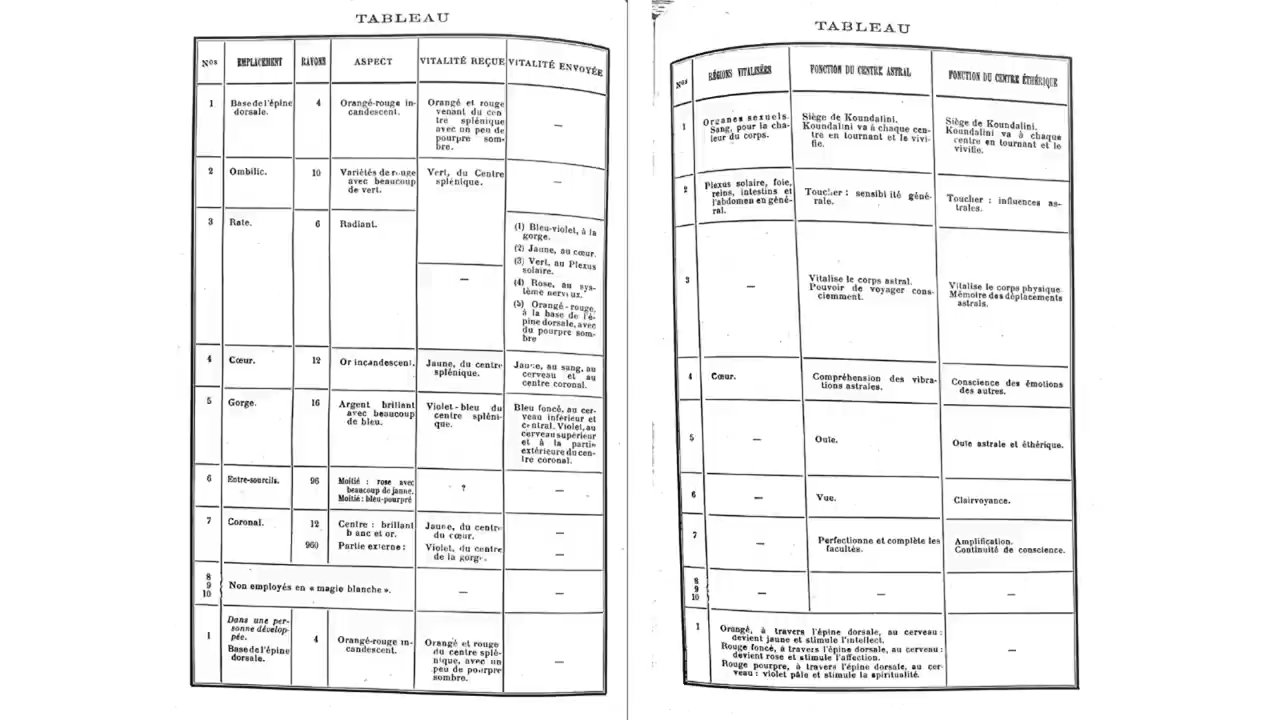 TABLEAU
Nos
EMPLACEMENT
RAYONS
ASPECT
VITALITÉ REÇUE
VITALITÉ ENVOYÉE
1
Base de l'épine
dorsale.
4
Orangé-rouge in-
candescent.
Orangé et rouge
venant du cen
tre splénique
avec un peu de
pourpre som-
bre.
—
2
Ombilic.
10
Variétés de rouge
avec beaucoup
de vert.
Vert, du Centre
splénique.
—
3
Rate.
6
Radiant.
—
(1) Bleu-violet, à la
gorge.
(2) Jaune, au cœur.
(3) Vert, au Plexus
solaire.
(4) Rose, au sys-
tème nerveux.
(5) Orangé-rouge,
à la base de l'é-
pine dorsale, avec
du pourpre som-
bre
4
Cœur.
12
Or incandescent.
Jaune, du centre
splénique.
Jaune, au sang, au
cerveau et au
centre coronal.
5
Gorge.
16
Argent brillant
avec beaucoup
de bleu.
Violet-bleu du
centre spléni-
que.
Bleu foncé, au cer-
veau inférieur et
central. Violet, au
cerveau supérieur
et à la partie
extérieure du cen-
tre coronal.
6
Entre-sourcils.
96
Moitié : rose avec
beaucoup de jaune.
Moitié : bleu-pourpré
?
—
7
Coronal.
12
Centre : brillant
blanc et or.
Jaune, du centre
du cœur.
—
960
Partie externe :
Violet, du centre
de la gorge.
—
8
9
10
Non employés en « magie blanche ».
—
—
1
Dans une per-
sonne dévelop-
pée.
Base de l'épine
dorsale.
4
Orangé-rouge in-
candescent.
Orangé et rouge
du centre splé-
nique, avec un
peu de pourpre
sombre.
—
TABLEAU
Nos
RÉGIONS VITALISÉES
FONCTION DU CENTRE ASTRAL
FONCTION DU CENTRE ÉTHÉRIQUE
1
Organes sexuels.
Sang, pour la cha-
leur du corps.
Siège de Koundalini.
Koundalini va à chaque cen-
tre en tournant et le vivi-
fie.
Siège de Koundalini.
Koundalini va à chaque
centre en tournant et le
vivifie.
2
Plexus solaire, foie,
reins, intestins et
l'abdomen en géné-
ral.
Toucher : sensibilité géné-
rale.
Toucher : influences as-
trales.
3
—
Vitalise le corps astral.
Pouvoir de voyager cons-
ciemment.
Vitalise le corps physique.
Mémoire des déplacements
astrals.
4
Cœur.
Compréhension des vibra-
tions astrales.
Conscience des émotions
des autres.
5
—
Ouïe.
Ouïe astrale et éthérique.
6
—
Vue.
Clairvoyance.
7
—
Perfectionne et complète les
facultés.
Amplification.
Continuité de conscience.
8
9
10
—
—
—
1
Orangé, à travers l'épine dorsale, au cerveau :
devient jaune et stimule l'intellect.
Rouge foncé, à travers l'épine dorsale, au cerveau :
devient rose et stimule l'affection.
Rouge pourpre, à travers l'épine dorsale, au cer-
veau : violet pâle et stimule la spiritualité.
—